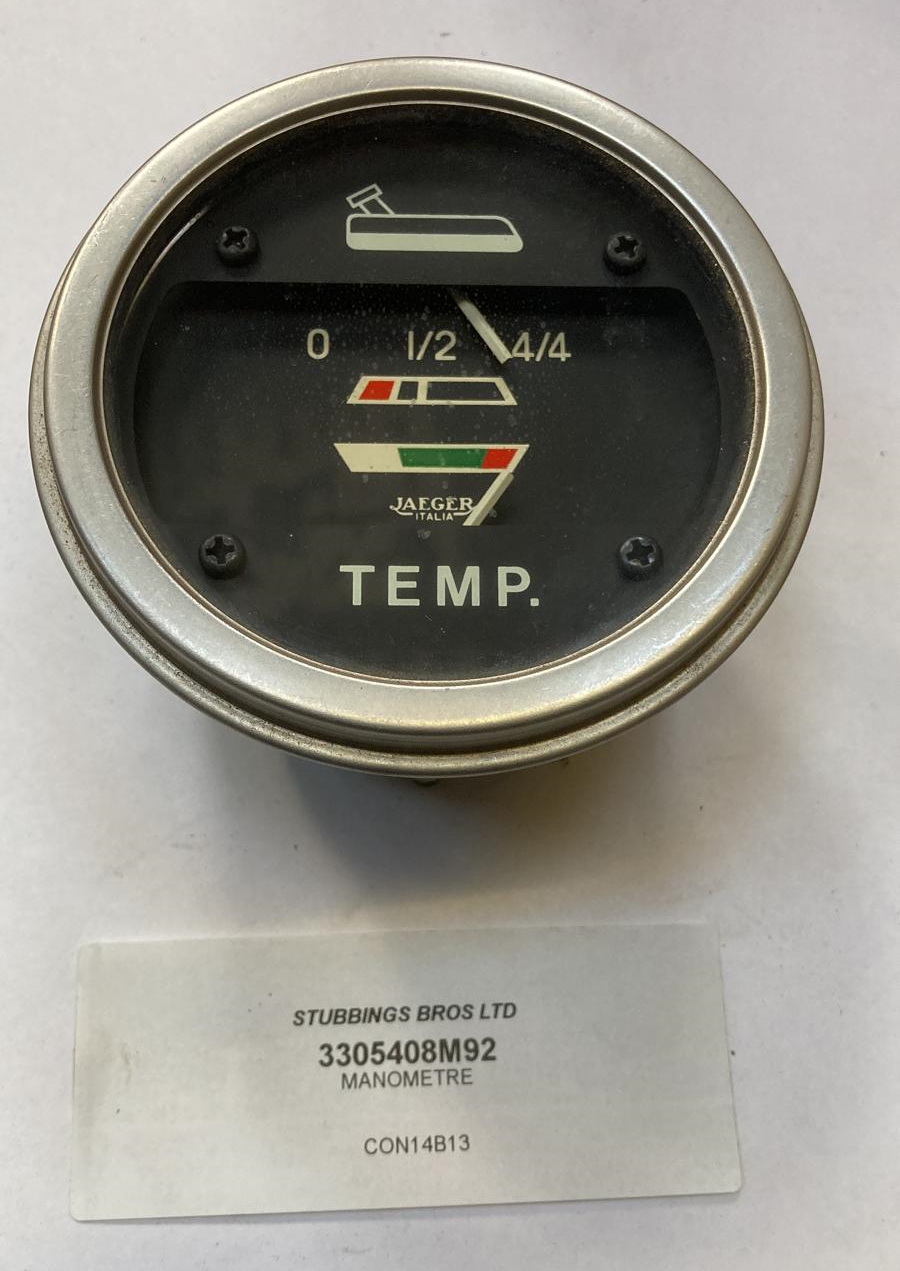 0 1/2 4/4
JAEGER
ITALIA
TEMP.
STUBBINGS BROS LTD
3305408M92
MANOMETRE
CON14B13